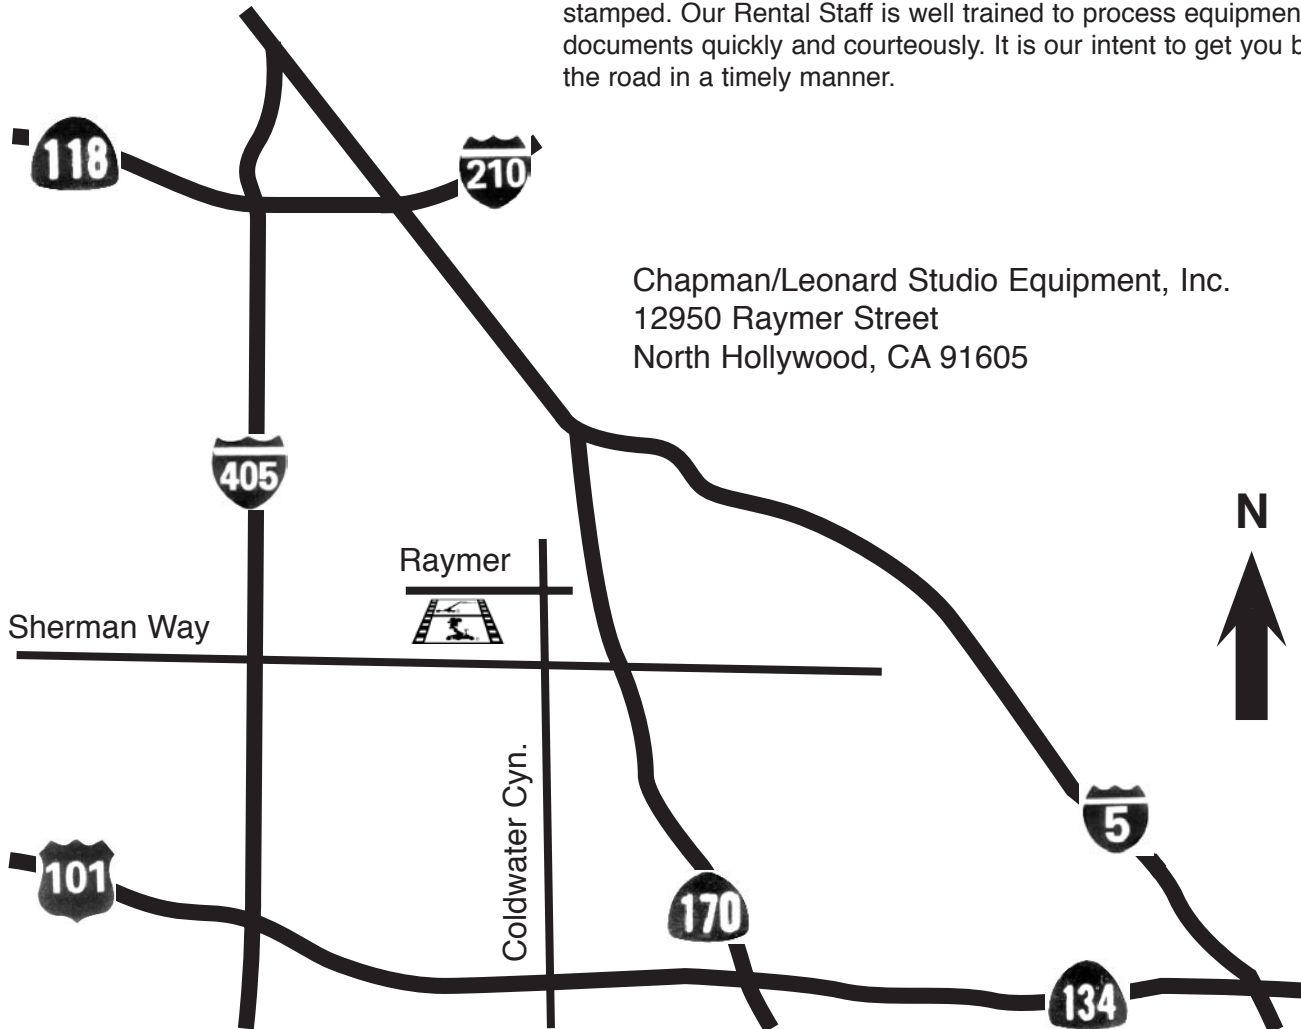 stamped. Our Rental Staff is well trained to process equipmen
documents quickly and courteously. It is our intent to get you b
the road in a timely manner.
118
210
Chapman/Leonard Studio Equipment, Inc.
12950 Raymer Street
North Hollywood, CA 91605
405
N
Raymer
Sherman Way
Coldwater Cyn.
5
101
170
134